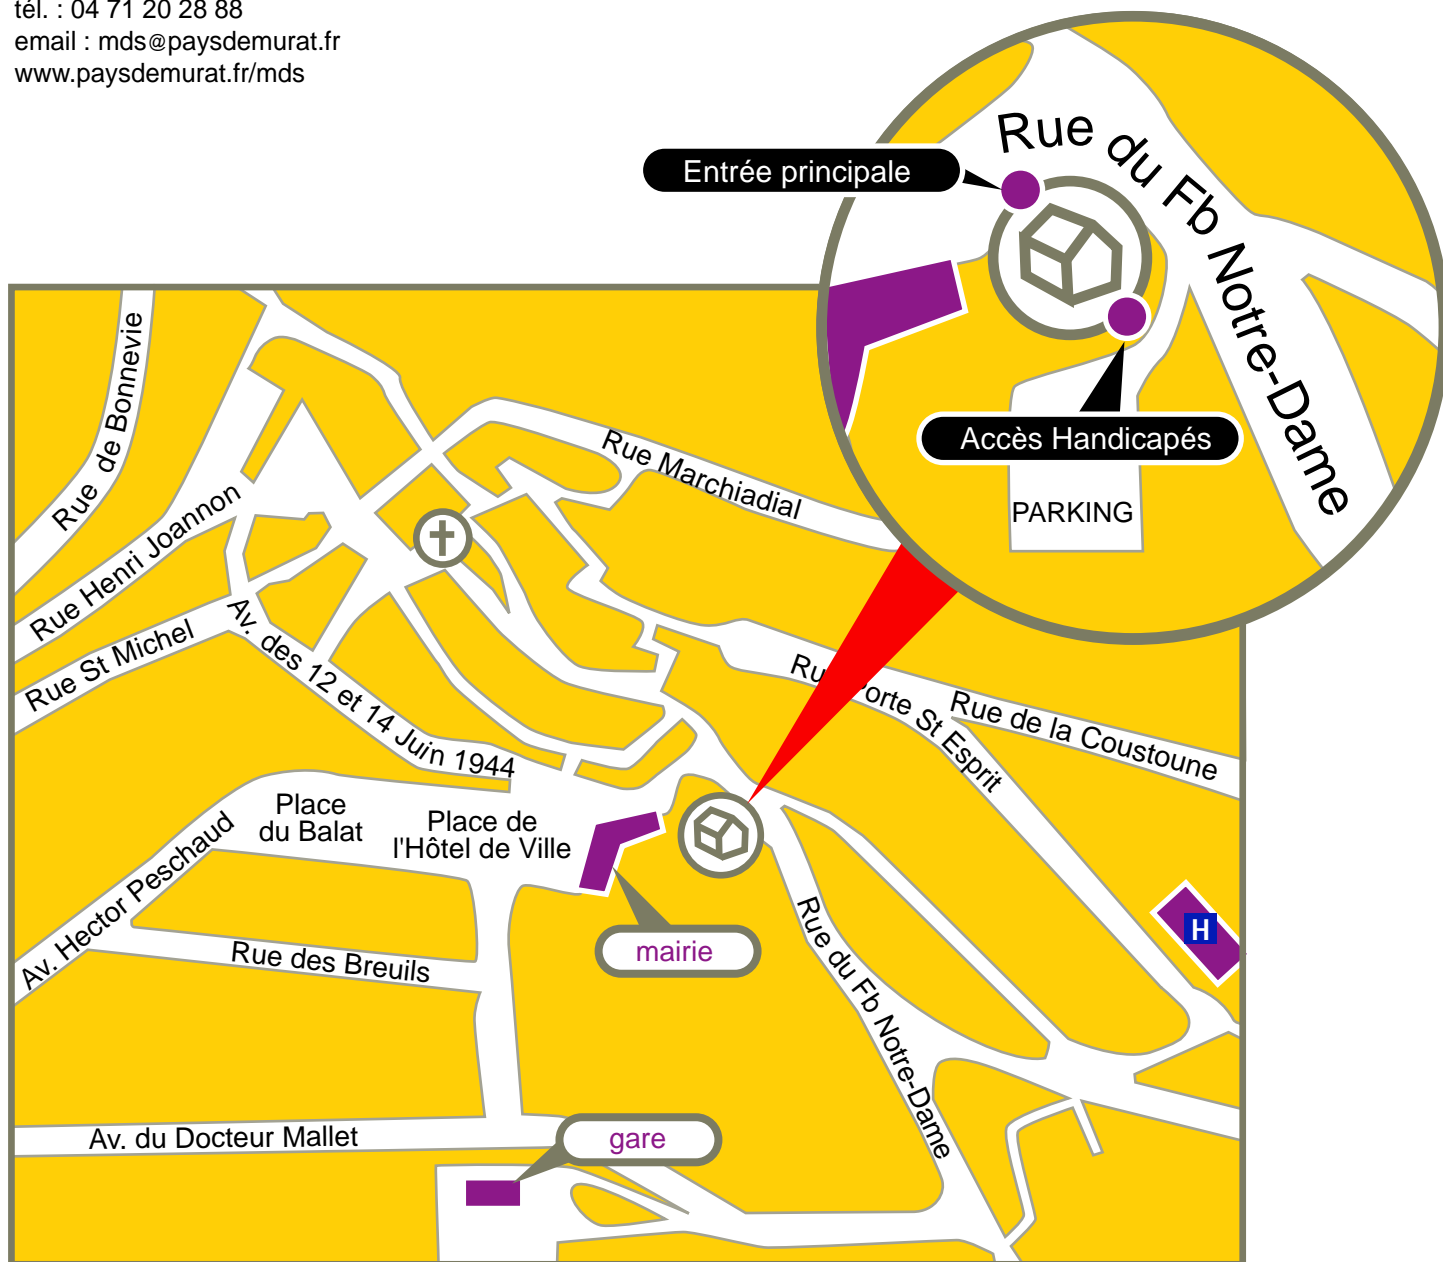 tél. : 04 71 20 28 88
email : mds@paysdemurat.fr
www.paysdemurat.fr/mds
Entrée principale
Rue du Fb Notre-Dame
Accès Handicapés
PARKING
Rue de Bonnevie
Rue Marchiadial
Rue Henri Joannon
Rue St Michel
Av. des 12 et 14 Juin 1944
Rue Porte St Esprit
Rue de la Coustoune
Place
du Balat
Place de
l'Hôtel de Ville
Av. Hector Peschaud
Rue des Breuils
mairie
H
Rue du Fb Notre-Dame
Av. du Docteur Mallet
gare